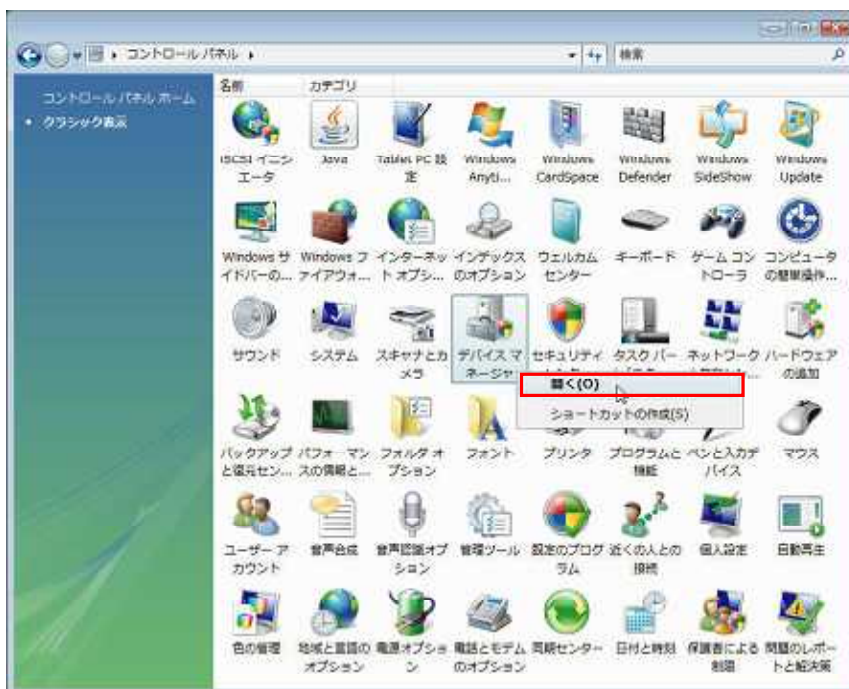 コントロール パネル
検索
コントロール パネル ホーム
クラシック表示
名前 カテゴリ
iSCSI イニシ
エータ
Java
Tablet PC 設
定
Windows
Anyti...
Windows
CardSpace
Windows
Defender
Windows
SideShow
Windows
Update
Windows サ
イドバーの...
Windows フ
ァイアウォ...
インターネッ
ト オプシ...
インデックス
のオプション
ウェルカム
センター
キーボード
ゲーム コン
トローラ
コンピュータ
の簡単操作...
サウンド
システム
スキャナとカ
メラ
デバイス マ
ネージャ
セキュリティ
タスク バー
ネットワーク
ハードウェア
の追加
開く(O)
ショートカットの作成(S)
バックアップ
と復元セン...
パフォーマン
スの情報と...
フォルダ オ
プション
フォント
プリンタ
プログラムと
機能
ペンと入力デ
バイス
マウス
ユーザー ア
カウント
音声合成
音声認識オプ
ション
管理ツール
既定のプログ
ラム
近くの人との
接続
個人設定
自動再生
色の管理
地域と言語の
オプション
電源オプショ
ン
電話とモデム
のオプション
同期センター
日付と時刻
保護者による
制限
問題のレポー
トと解決策